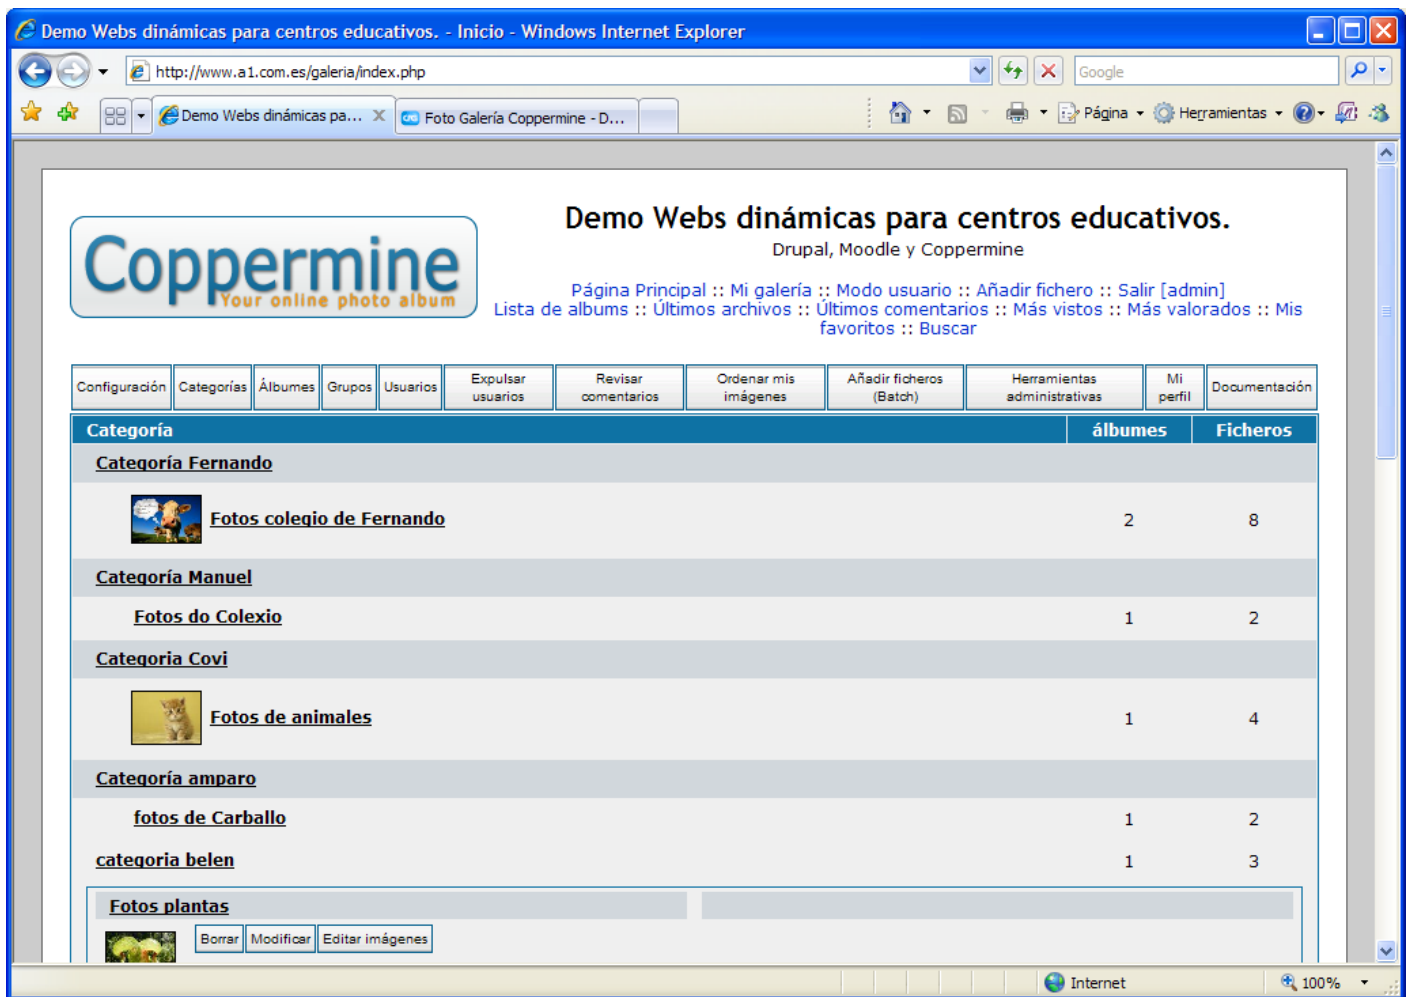 Demo Webs dinámicas para centros educativos. - Inicio - Windows Internet Explorer
http://www.a1.com.es/galeria/index.php
Google
Demo Webs dinámicas pa...
Foto Galería Coppermine - D...
Página
Herramientas
Coppermine
Your online photo album
Demo Webs dinámicas para centros educativos.
Drupal, Moodle y Coppermine
Página Principal :: Mi galería :: Modo usuario :: Añadir fichero :: Salir [admin]
Lista de albums :: Últimos archivos :: Últimos comentarios :: Más vistos :: Más valorados :: Mis
favoritos :: Buscar
Configuración Categorías Álbumes Grupos Usuarios Expulsar usuarios Revisar comentarios Ordenar mis imágenes Añadir ficheros (Batch) Herramientas administrativas Mi perfil Documentación
Categoría álbumes Ficheros
Categoría Fernando
Fotos colegio de Fernando 2 8
Categoría Manuel
Fotos do Colexio 1 2
Categoria Covi
Fotos de animales 1 4
Categoría amparo
fotos de Carballo 1 2
categoria belen 1 3
Fotos plantas
Borrar Modificar Editar imágenes
Internet 100%